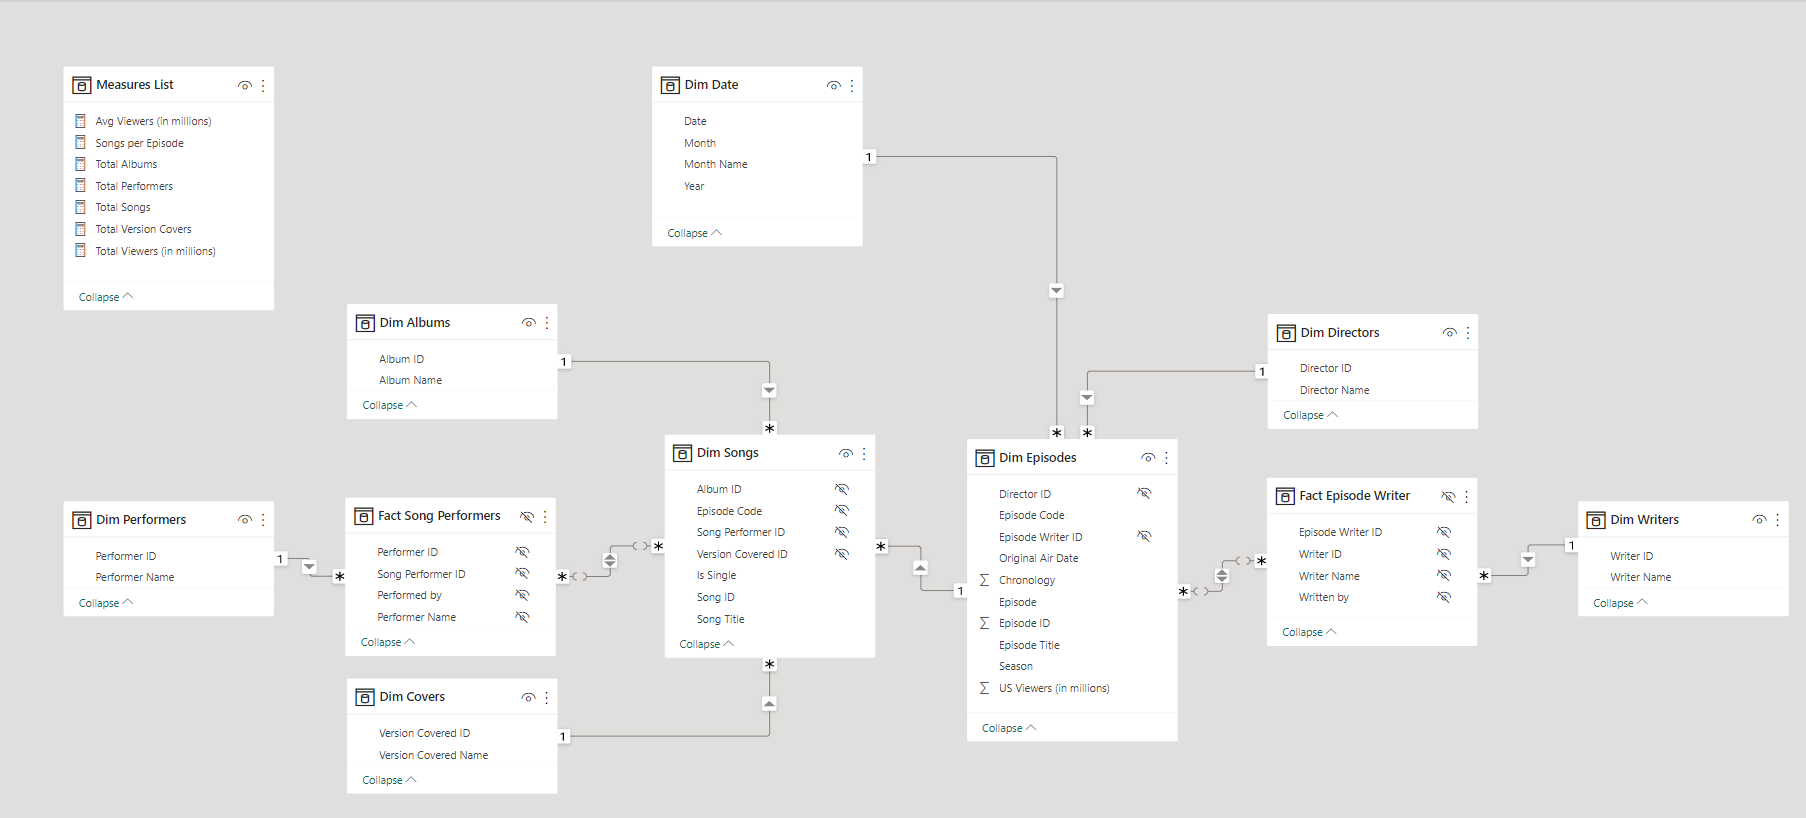 Measures List
Avg Viewers (in millions)
Songs per Episode
Total Albums
Total Performers
Total Songs
Total Version Covers
Total Viewers (in millions)
Collapse
Dim Date
Date
Month
Month Name
Year
Collapse
1
Dim Albums
Album ID
Album Name
Collapse
1
*
Dim Directors
Director ID
Director Name
Collapse
1
*
*
Dim Performers
Performer ID
Performer Name
Collapse
1
*
Fact Song Performers
Performer ID
Song Performer ID
Performed by
Performer Name
Collapse
*
*
Dim Songs
Album ID
Episode Code
Song Performer ID
Version Covered ID
Is Single
Song ID
Song Title
Collapse
*
*
1
Dim Episodes
Director ID
Episode Code
Episode Writer ID
Original Air Date
Σ Chronology
Episode
Σ Episode ID
Episode Title
Season
Σ US Viewers (in millions)
Collapse
*
*
Fact Episode Writer
Episode Writer ID
Writer ID
Writer Name
Written by
Collapse
*
1
Dim Writers
Writer ID
Writer Name
Collapse
Dim Covers
Version Covered ID
Version Covered Name
Collapse
1